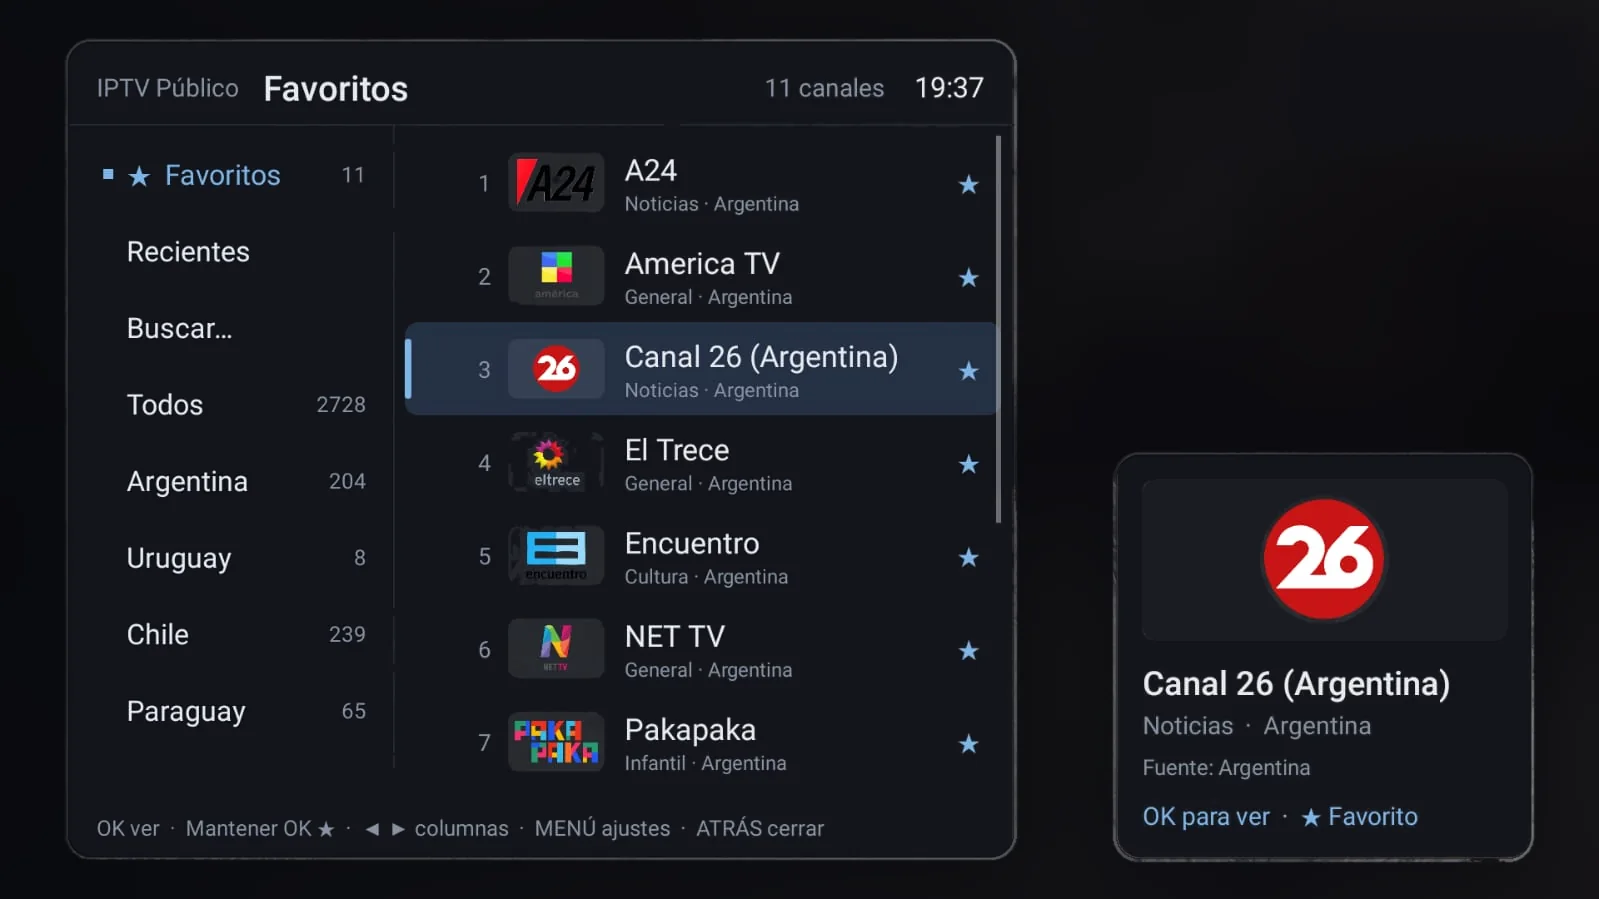 IPTV Público Favoritos 11 canales 19:37
★ Favoritos 11
Recientes
Buscar...
Todos 2728
Argentina 204
Uruguay 8
Chile 239
Paraguay 65
1 A24 A24 ★
Noticias · Argentina
2 américa America TV ★
General · Argentina
3 26 Canal 26 (Argentina) ★
Noticias · Argentina
4 eltrece El Trece ★
General · Argentina
5 encuentro Encuentro ★
Cultura · Argentina
6 NET TV NET TV ★
General · Argentina
7 PAKA PAKA Pakapaka ★
Infantil · Argentina
OK ver · Mantener OK ★ · ◄ ► columnas · MENÚ ajustes · ATRÁS cerrar
26
Canal 26 (Argentina)
Noticias · Argentina
Fuente: Argentina
OK para ver · ★ Favorito